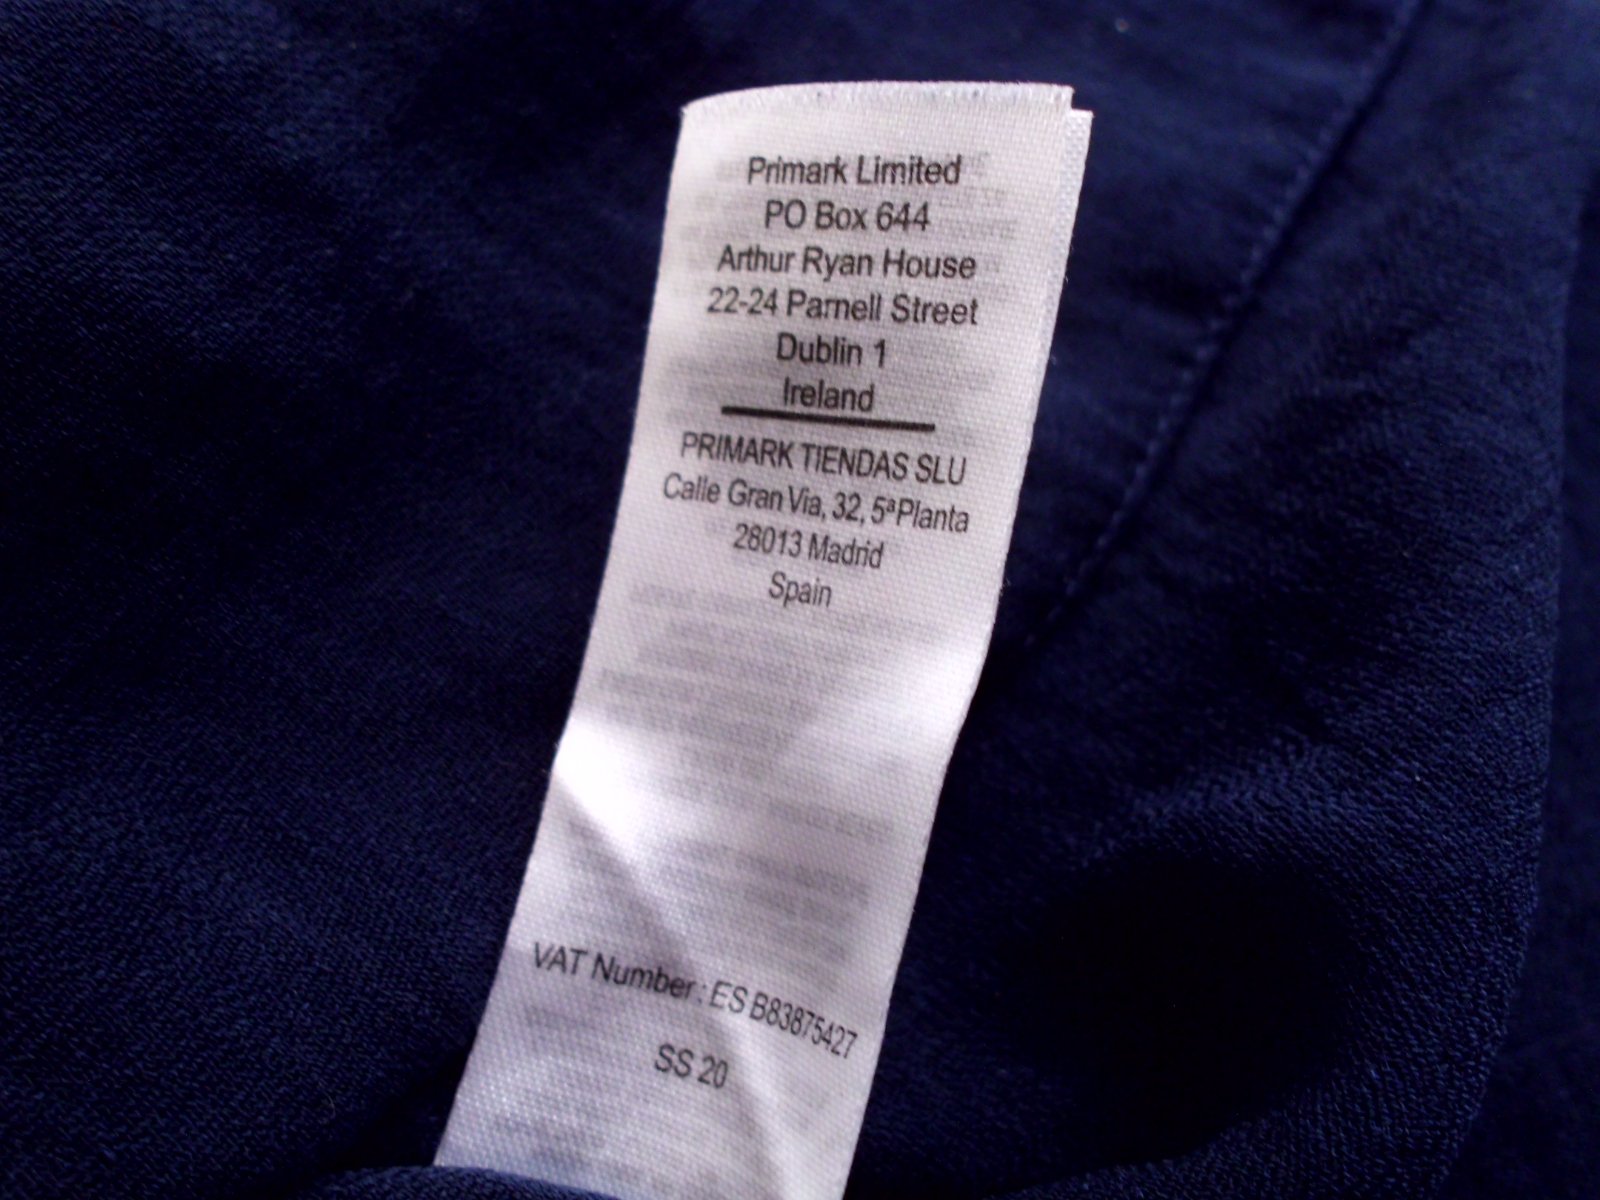 Primark Limited
PO Box 644
Arthur Ryan House
22-24 Parnell Street
Dublin 1
Ireland
PRIMARK TIENDAS SLU
Calle Gran Via, 32, 5ªPlanta
28013 Madrid
Spain
VAT Number : ES B83875427
SS 20